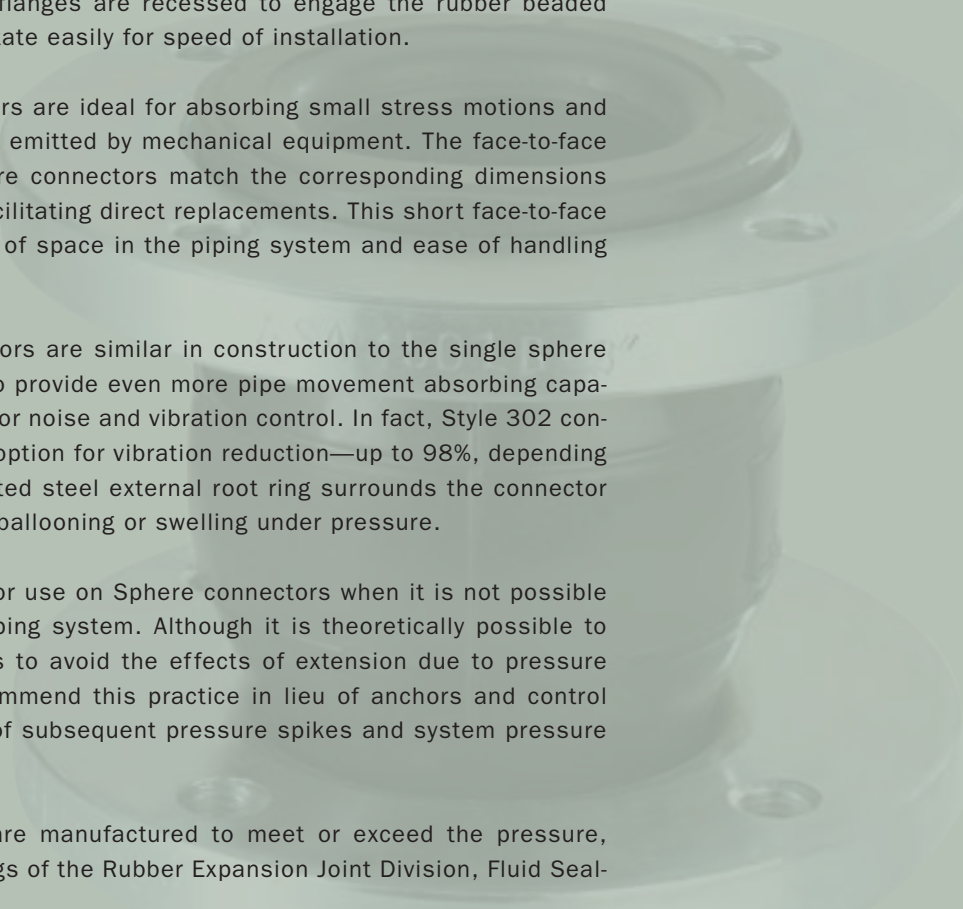 flanges are recessed to engage the rubber beaded
ate easily for speed of installation.
rs are ideal for absorbing small stress motions and
emitted by mechanical equipment. The face-to-face
re connectors match the corresponding dimensions
cilitating direct replacements. This short face-to-face
of space in the piping system and ease of handling
ors are similar in construction to the single sphere
o provide even more pipe movement absorbing capa-
or noise and vibration control. In fact, Style 302 con-
option for vibration reduction—up to 98%, depending
ted steel external root ring surrounds the connector
ballooning or swelling under pressure.
or use on Sphere connectors when it is not possible
ping system. Although it is theoretically possible to
s to avoid the effects of extension due to pressure
mmend this practice in lieu of anchors and control
of subsequent pressure spikes and system pressure
are manufactured to meet or exceed the pressure,
gs of the Rubber Expansion Joint Division, Fluid Seal-